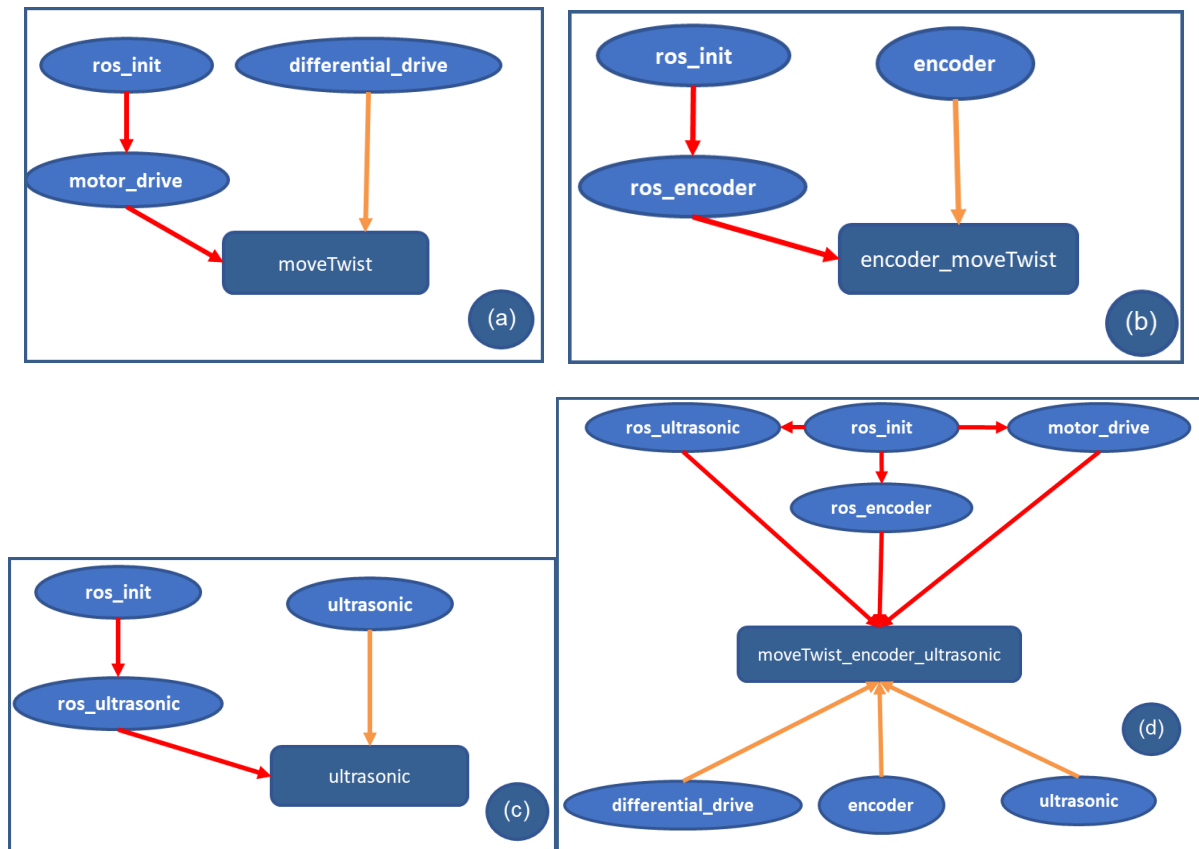 ros_init
differential_drive
motor_drive
moveTwist
(a)
ros_init
encoder
ros_encoder
encoder_moveTwist
(b)
ros_init
ultrasonic
ros_ultrasonic
ultrasonic
(c)
ros_ultrasonic
ros_init
motor_drive
ros_encoder
moveTwist_encoder_ultrasonic
(d)
differential_drive
encoder
ultrasonic